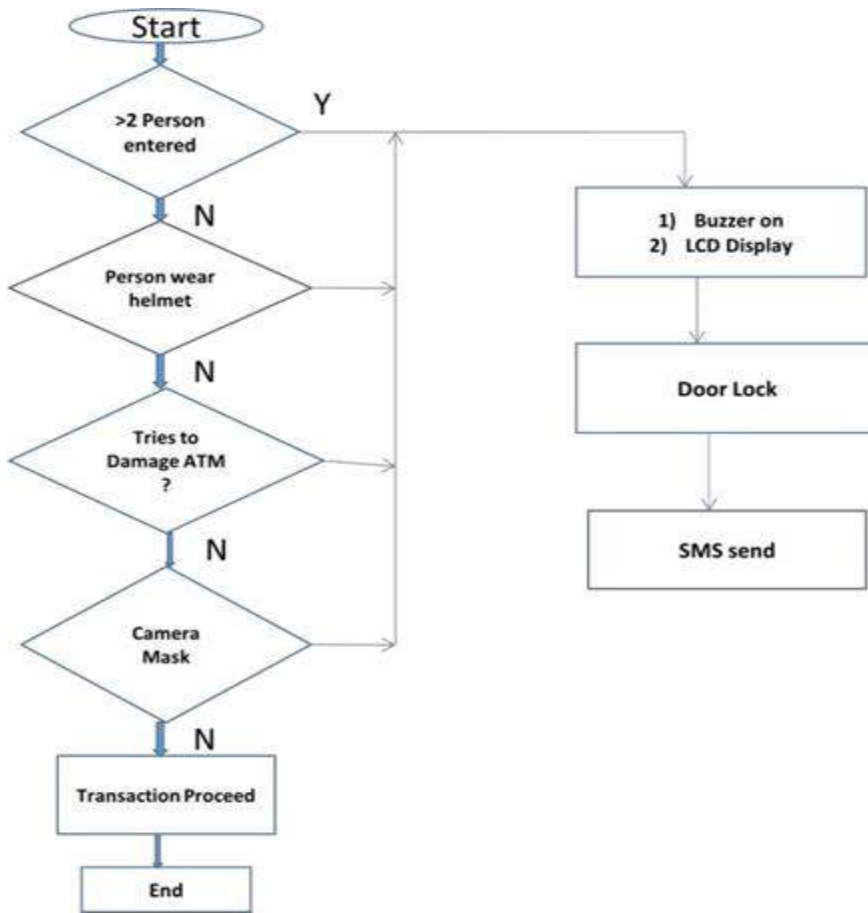 Start
>2 Person
entered
Y
N
Person wear
helmet
N
Tries to
Damage ATM
?
N
Camera
Mask
N
Transaction Proceed
End
1) Buzzer on
2) LCD Display
Door Lock
SMS send